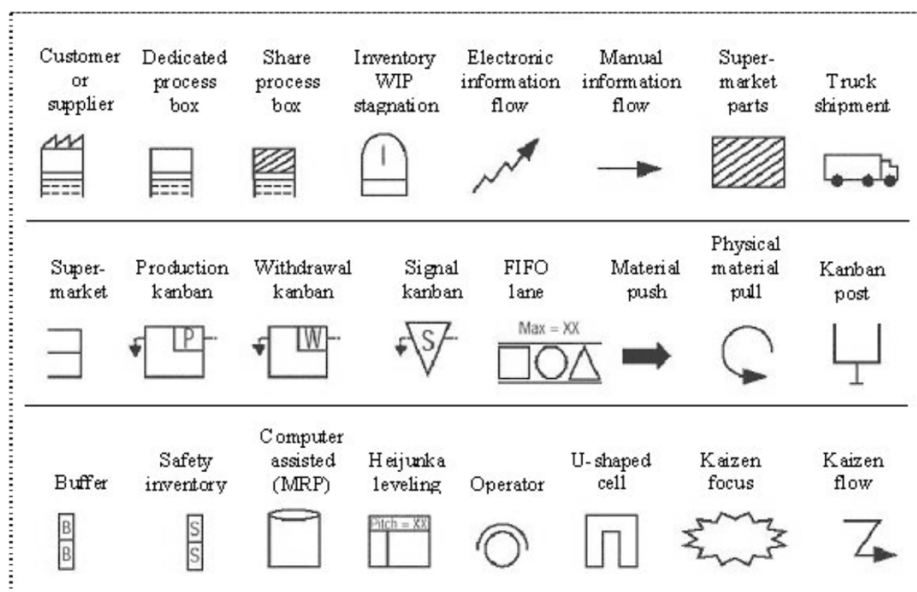 Customer or supplier
Dedicated process box
Share process box
Inventory WIP stagnation
Electronic information flow
Manual information flow
Super- market parts
Truck shipment
Super- market
Production kanban
Withdrawal kanban
Signal kanban
FIFO lane
Material push
Physical material pull
Kanban post
P
W
S
Max = XX
Buffer
Safety inventory
Computer assisted (MRP)
Heijunka leveling
Operator
U-shaped cell
Kaizen focus
Kaizen flow
B
B
S
S
Pitch = XX